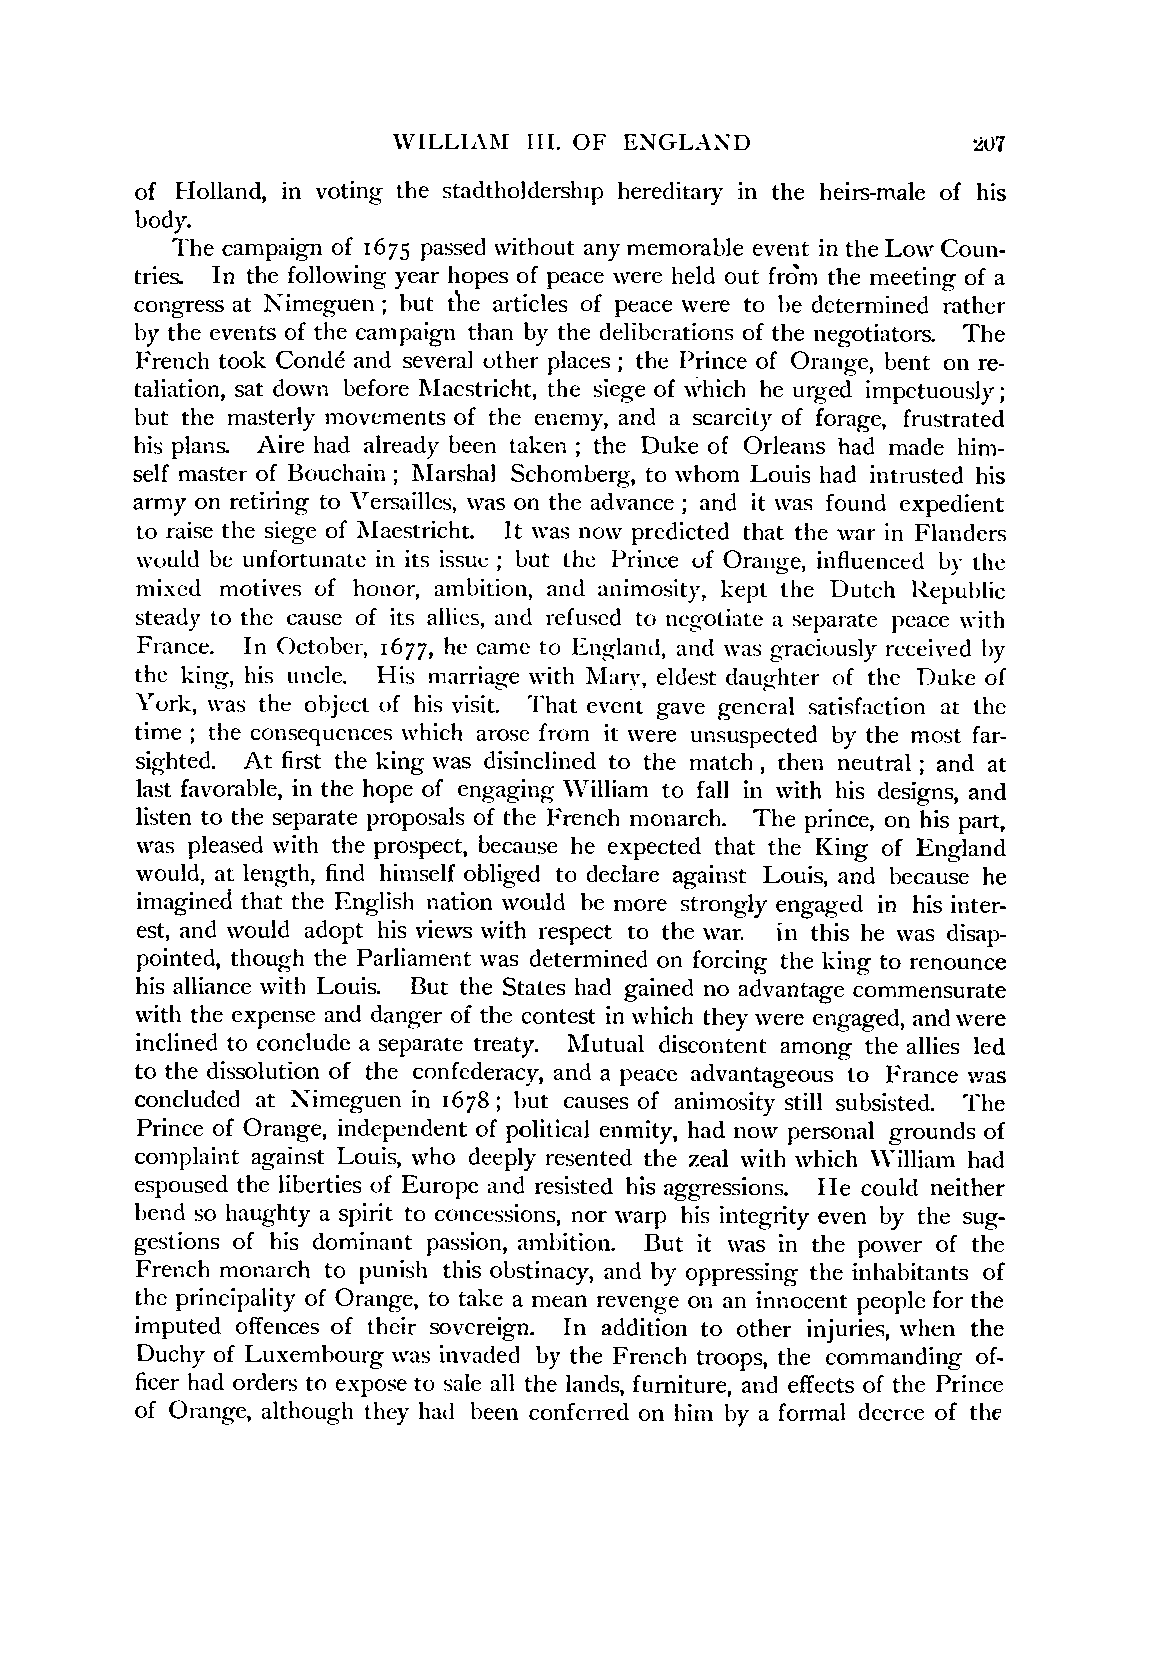 WILLIAM III. OF ENGLAND 207
of Holland, in voting the stadtholdership hereditary in the heirs-male of his
body.
The campaign of 1675 passed without any memorable event in the Low Coun-
tries. In the following year hopes of peace were held out from the meeting of a
congress at Nimeguen ; but the articles of peace were to be determined rather
by the events of the campaign than by the deliberations of the negotiators. The
French took Condé and several other places ; the Prince of Orange, bent on re-
taliation, sat down before Maestricht, the siege of which he urged impetuously ;
but the masterly movements of the enemy, and a scarcity of forage, frustrated
his plans. Aire had already been taken ; the Duke of Orleans had made him-
self master of Bouchain ; Marshal Schomberg, to whom Louis had intrusted his
army on retiring to Versailles, was on the advance ; and it was found expedient
to raise the siege of Maestricht. It was now predicted that the war in Flanders
would be unfortunate in its issue ; but the Prince of Orange, influenced by the
mixed motives of honor, ambition, and animosity, kept the Dutch Republic
steady to the cause of its allies, and refused to negotiate a separate peace with
France. In October, 1677, he came to England, and was graciously received by
the king, his uncle. His marriage with Mary, eldest daughter of the Duke of
York, was the object of his visit. That event gave general satisfaction at the
time ; the consequences which arose from it were unsuspected by the most far-
sighted. At first the king was disinclined to the match , then neutral ; and at
last favorable, in the hope of engaging William to fall in with his designs, and
listen to the separate proposals of the French monarch. The prince, on his part,
was pleased with the prospect, because he expected that the King of England
would, at length, find himself obliged to declare against Louis, and because he
imagined that the English nation would be more strongly engaged in his inter-
est, and would adopt his views with respect to the war. in this he was disap-
pointed, though the Parliament was determined on forcing the king to renounce
his alliance with Louis. But the States had gained no advantage commensurate
with the expense and danger of the contest in which they were engaged, and were
inclined to conclude a separate treaty. Mutual discontent among the allies led
to the dissolution of the confederacy, and a peace advantageous to France was
concluded at Nimeguen in 1678 ; but causes of animosity still subsisted. The
Prince of Orange, independent of political enmity, had now personal grounds of
complaint against Louis, who deeply resented the zeal with which William had
espoused the liberties of Europe and resisted his aggressions. He could neither
bend so haughty a spirit to concessions, nor warp his integrity even by the sug-
gestions of his dominant passion, ambition. But it was in the power of the
French monarch to punish this obstinacy, and by oppressing the inhabitants of
the principality of Orange, to take a mean revenge on an innocent people for the
imputed offences of their sovereign. In addition to other injuries, when the
Duchy of Luxembourg was invaded by the French troops, the commanding of-
ficer had orders to expose to sale all the lands, furniture, and effects of the Prince
of Orange, although they had been conferred on him by a formal decree of the